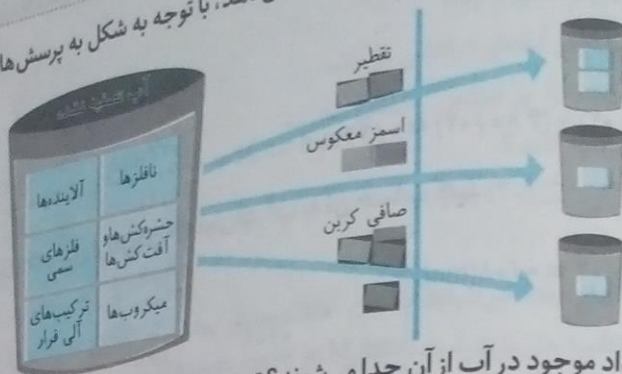 با توجه به شکل به پرسش‌ها
آب تصفیه نشده
نافلزها
آلاینده‌ها
حشره‌کش‌ها و
آفت‌کش‌ها
فلزهای
سمی
میکروب‌ها
ترکیب‌های
آلی فرار
تقطیر
اسمز معکوس
صافی کربن
اد موجود در آب از آن جدا می‌شوند؟